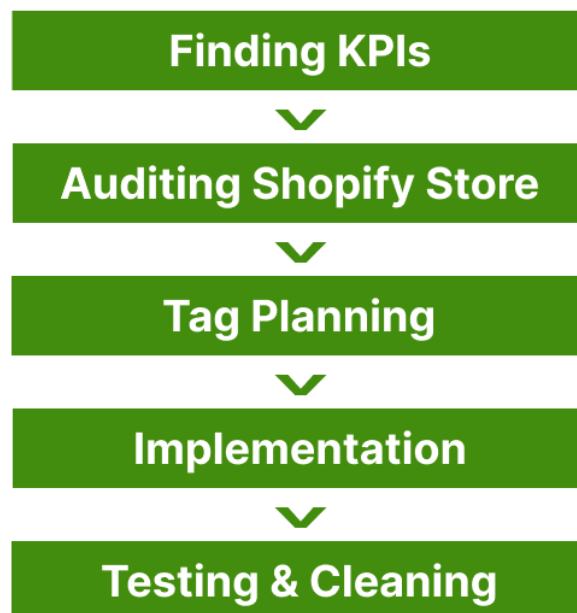 Finding KPIs
Auditing Shopify Store
Tag Planning
Implementation
Testing & Cleaning